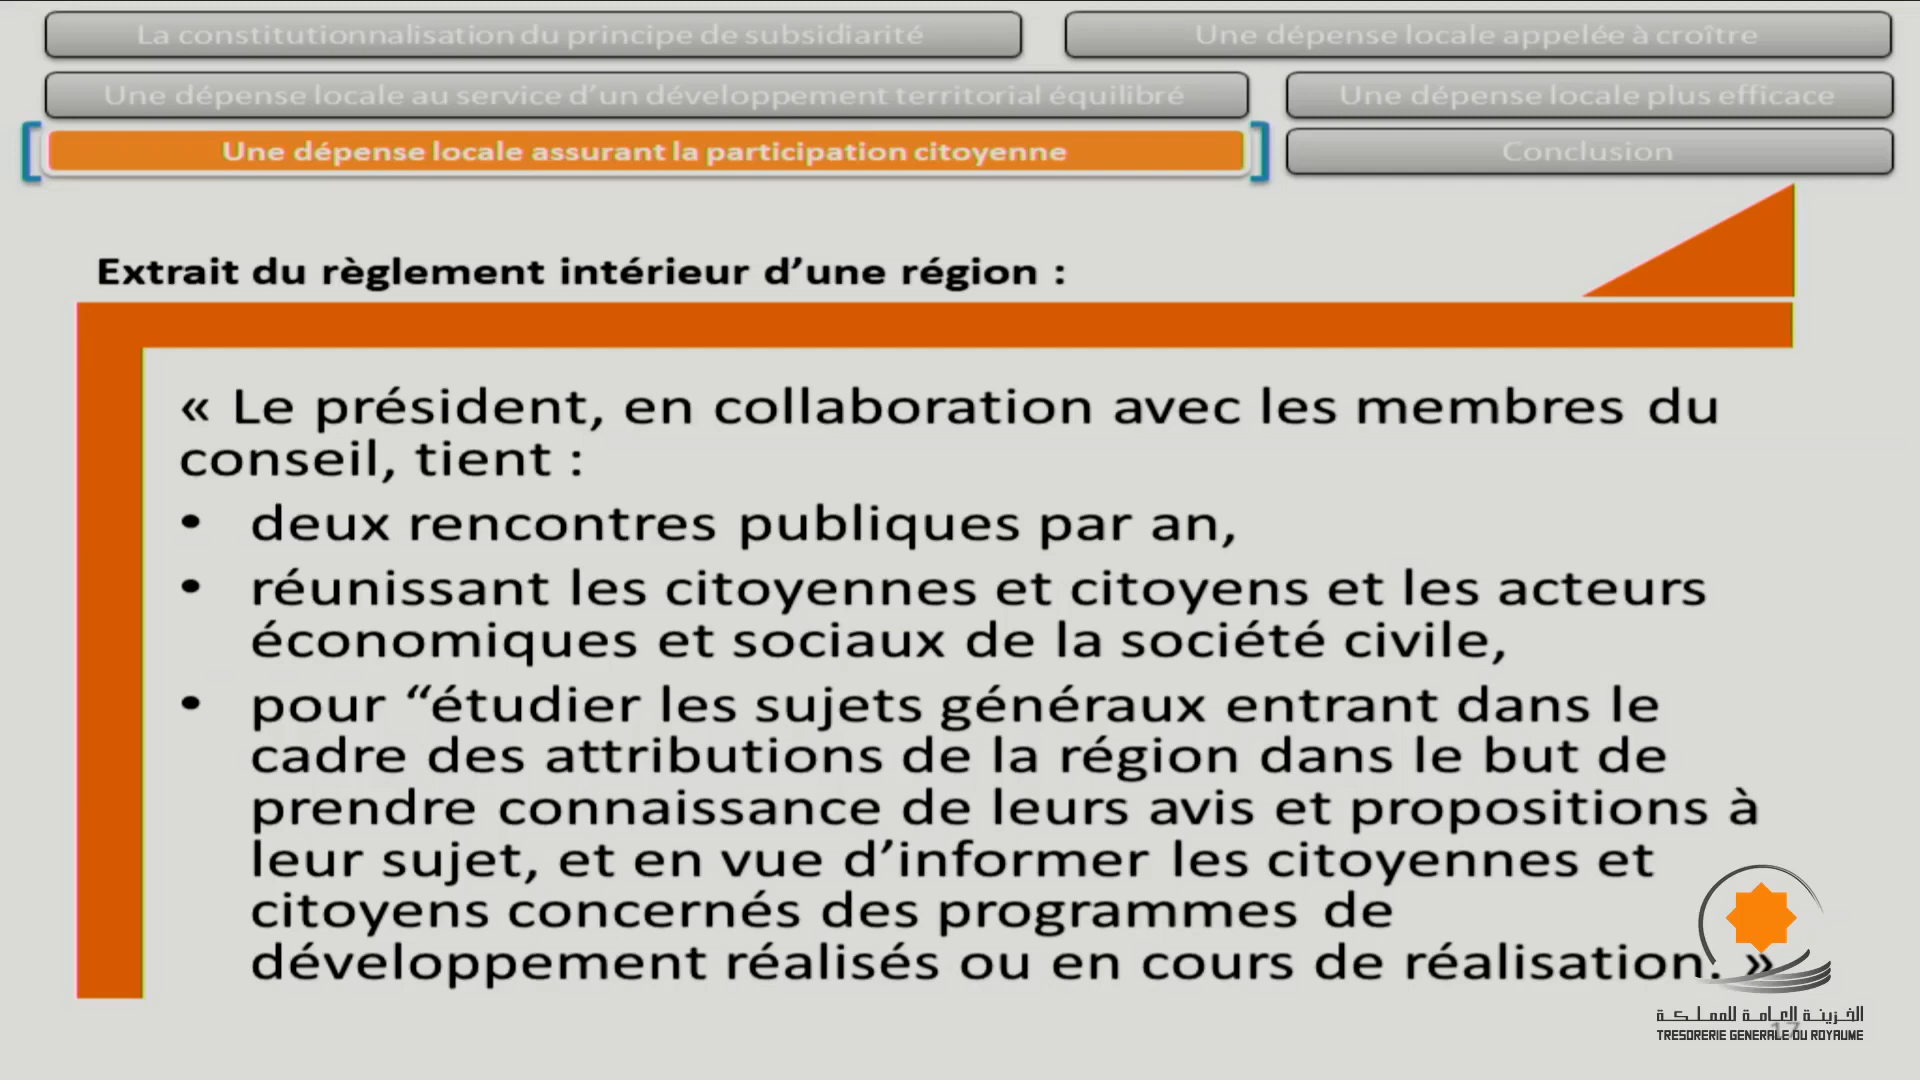 La constitutionnalisation du principe de subsidiarité
Une dépense locale appelée à croître
Une dépense locale au service d’un développement territorial équilibré
Une dépense locale plus efficace
Une dépense locale assurant la participation citoyenne
Conclusion
Extrait du règlement intérieur d’une région :
« Le président, en collaboration avec les membres du
conseil, tient :
• deux rencontres publiques par an,
• réunissant les citoyennes et citoyens et les acteurs
économiques et sociaux de la société civile,
• pour “étudier les sujets généraux entrant dans le
cadre des attributions de la région dans le but de
prendre connaissance de leurs avis et propositions à
leur sujet, et en vue d’informer les citoyennes et
citoyens concernés des programmes de
développement réalisés ou en cours de réalisation. »
الخزينة العامة للمملكة
17
TRESORERIE GENERALE DU ROYAUME